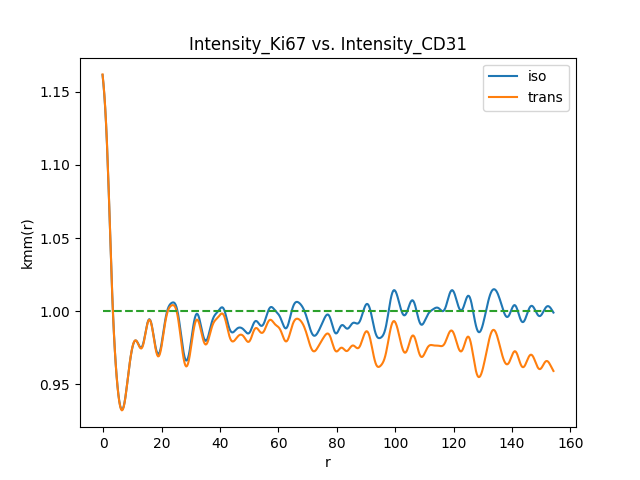 Intensity_Ki67 vs. Intensity_CD31
iso
trans
kmm(r)
1.15
1.10
1.05
1.00
0.95
0 20 40 60 80 100 120 140 160
r